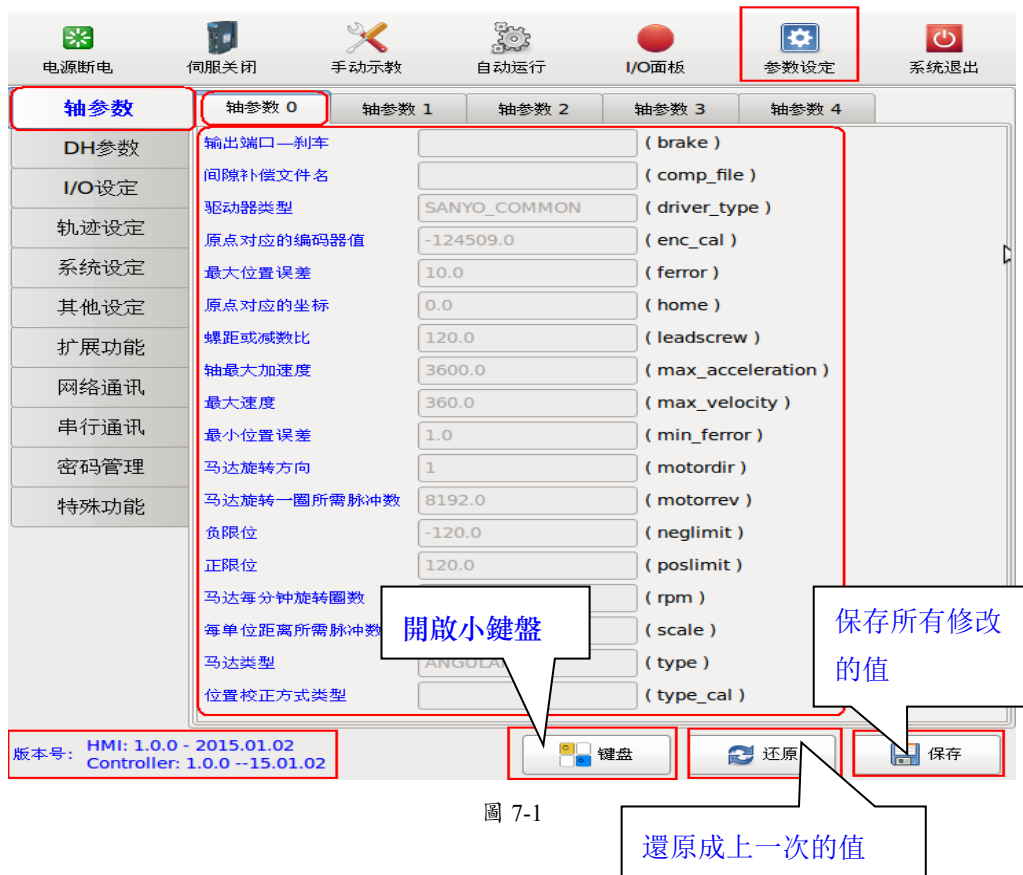 电源断电 伺服关闭 手动示教 自动运行 I/O面板 参数设定 系统退出
轴参数 轴参数 0 轴参数 1 轴参数 2 轴参数 3 轴参数 4
DH参数
I/O设定
轨迹设定
系统设定
其他设定
扩展功能
网络通讯
串行通讯
密码管理
特殊功能
输出端口—刹车 ( brake )
间隙补偿文件名 ( comp_file )
驱动器类型 SANYO_COMMON ( driver_type )
原点对应的编码器值 -124509.0 ( enc_cal )
最大位置误差 10.0 ( ferror )
原点对应的坐标 0.0 ( home )
螺距或减数比 120.0 ( leadscrew )
轴最大加速度 3600.0 ( max_acceleration )
最大速度 360.0 ( max_velocity )
最小位置误差 1.0 ( min_ferror )
马达旋转方向 1 ( motordir )
马达旋转一圈所需脉冲数 8192.0 ( motorrev )
负限位 -120.0 ( neglimit )
正限位 120.0 ( poslimit )
马达每分钟旋转圈数 ( rpm )
每单位距离所需脉冲数 ( scale )
马达类型 ANGULA ( type )
位置校正方式类型 ( type_cal )
開啟小鍵盤
保存所有修改
的值
版本号: HMI: 1.0.0 - 2015.01.02
Controller: 1.0.0 --15.01.02
键盘 还原 保存
圖 7-1
還原成上一次的值